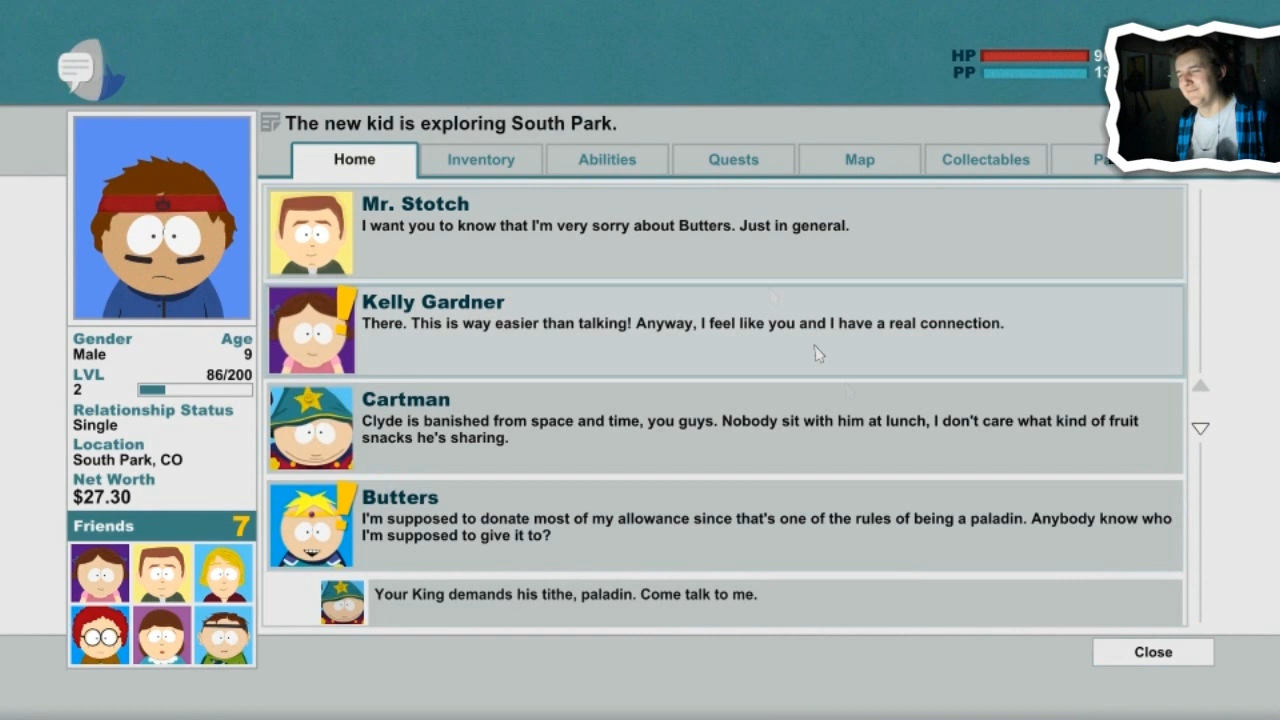 HP
PP
The new kid is exploring South Park.
Home
Inventory
Abilities
Quests
Map
Collectables
Mr. Stotch
I want you to know that I'm very sorry about Butters. Just in general.
Kelly Gardner
There. This is way easier than talking! Anyway, I feel like you and I have a real connection.
Cartman
Clyde is banished from space and time, you guys. Nobody sit with him at lunch, I don't care what kind of fruit
snacks he's sharing.
Butters
I'm supposed to donate most of my allowance since that's one of the rules of being a paladin. Anybody know who
I'm supposed to give it to?
Your King demands his tithe, paladin. Come talk to me.
Gender Age
Male 9
LVL 86/200
2
Relationship Status
Single
Location
South Park, CO
Net Worth
$27.30
Friends 7
Close